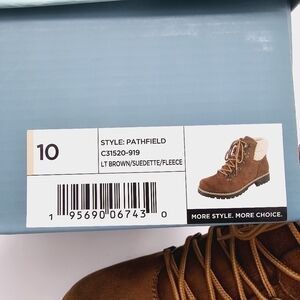 10
STYLE: PATHFIELD
C31520-919
LT BROWN/SUEDETTE/FLEECE
1 95690 06743 0
MORE STYLE. MORE CHOICE.